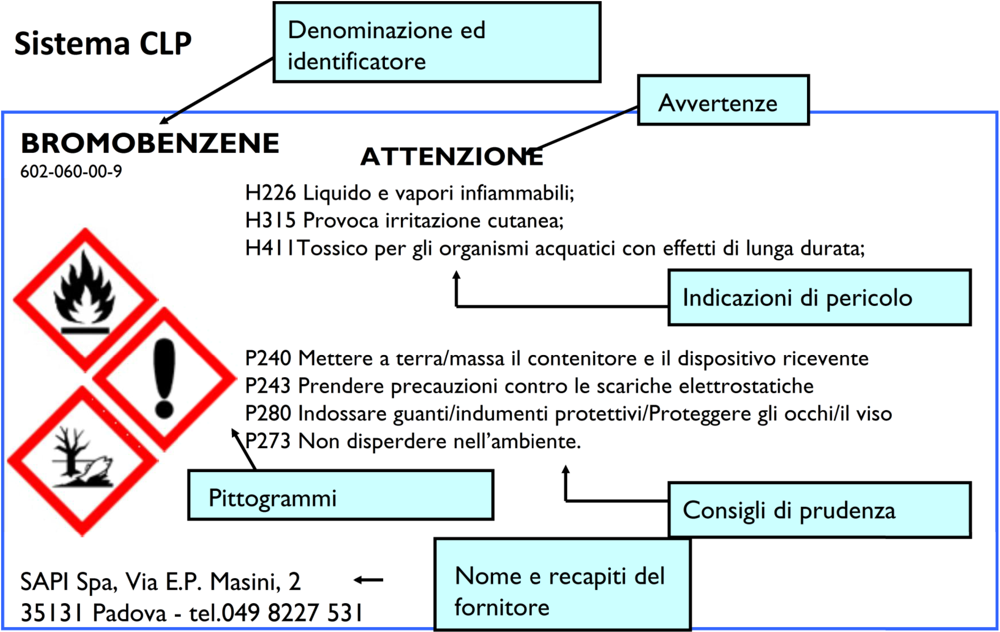 Sistema CLP
Denominazione ed
identificatore
Avvertenze
BROMOBENZENE
602-060-00-9
ATTENZIONE
H226 Liquido e vapori infiammabili;
H315 Provoca irritazione cutanea;
H411Tossico per gli organismi acquatici con effetti di lunga durata;
Indicazioni di pericolo
P240 Mettere a terra/massa il contenitore e il dispositivo ricevente
P243 Prendere precauzioni contro le scariche elettrostatiche
P280 Indossare guanti/indumenti protettivi/Proteggere gli occhi/il viso
P273 Non disperdere nell’ambiente.
Pittogrammi
Consigli di prudenza
Nome e recapiti del
fornitore
SAPI Spa, Via E.P. Masini, 2
35131 Padova - tel.049 8227 531